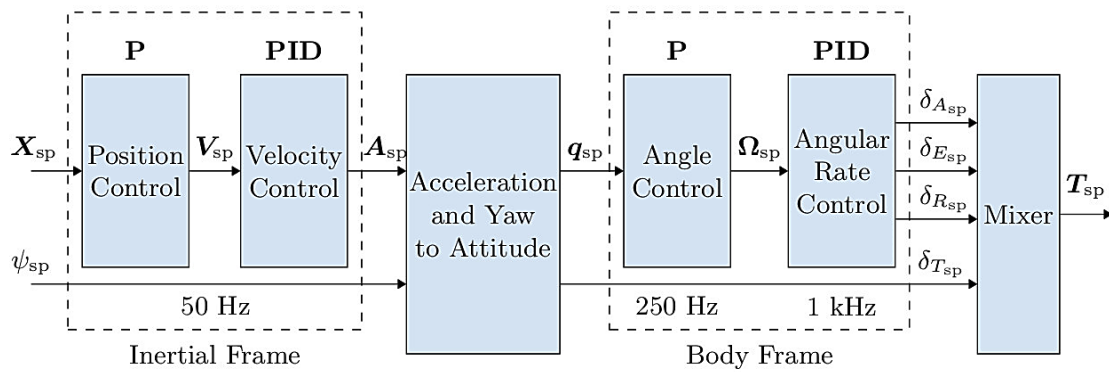 P
PID
P
PID
X_sp
Position
Control
V_sp
Velocity
Control
A_sp
Acceleration
and Yaw
to Attitude
q_sp
Angle
Control
Ω_sp
Angular
Rate
Control
δ_A_sp
δ_E_sp
δ_R_sp
δ_T_sp
Mixer
T_sp
ψ_sp
50 Hz
250 Hz
1 kHz
Inertial Frame
Body Frame